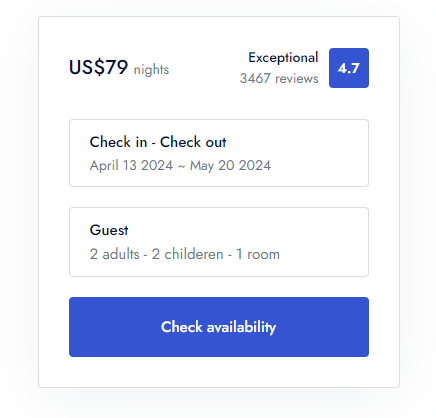 US$79 nights
Exceptional
3467 reviews
4.7
Check in - Check out
April 13 2024 ~ May 20 2024
Guest
2 adults - 2 childeren - 1 room
Check availability